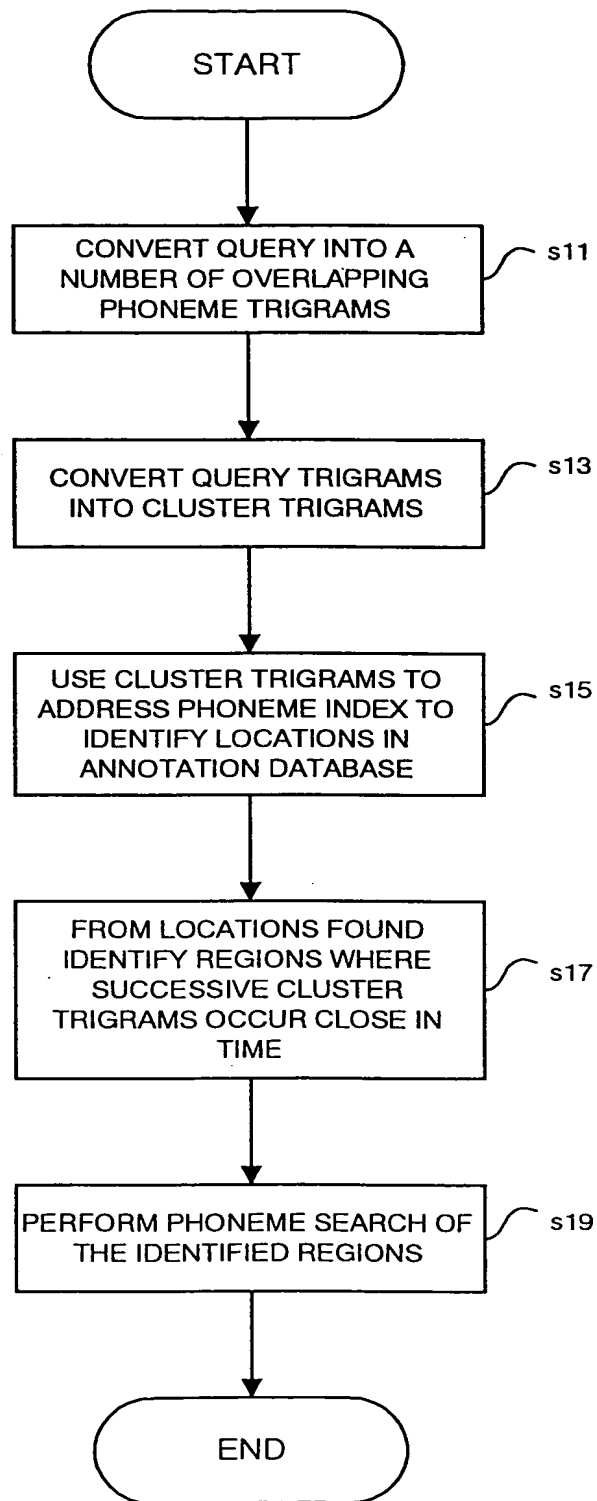 START
CONVERT QUERY INTO A
NUMBER OF OVERLAPPING
PHONEME TRIGRAMS
s11
CONVERT QUERY TRIGRAMS
INTO CLUSTER TRIGRAMS
s13
USE CLUSTER TRIGRAMS TO
ADDRESS PHONEME INDEX TO
IDENTIFY LOCATIONS IN
ANNOTATION DATABASE
s15
FROM LOCATIONS FOUND
IDENTIFY REGIONS WHERE
SUCCESSIVE CLUSTER
TRIGRAMS OCCUR CLOSE IN
TIME
s17
PERFORM PHONEME SEARCH OF
THE IDENTIFIED REGIONS
s19
END